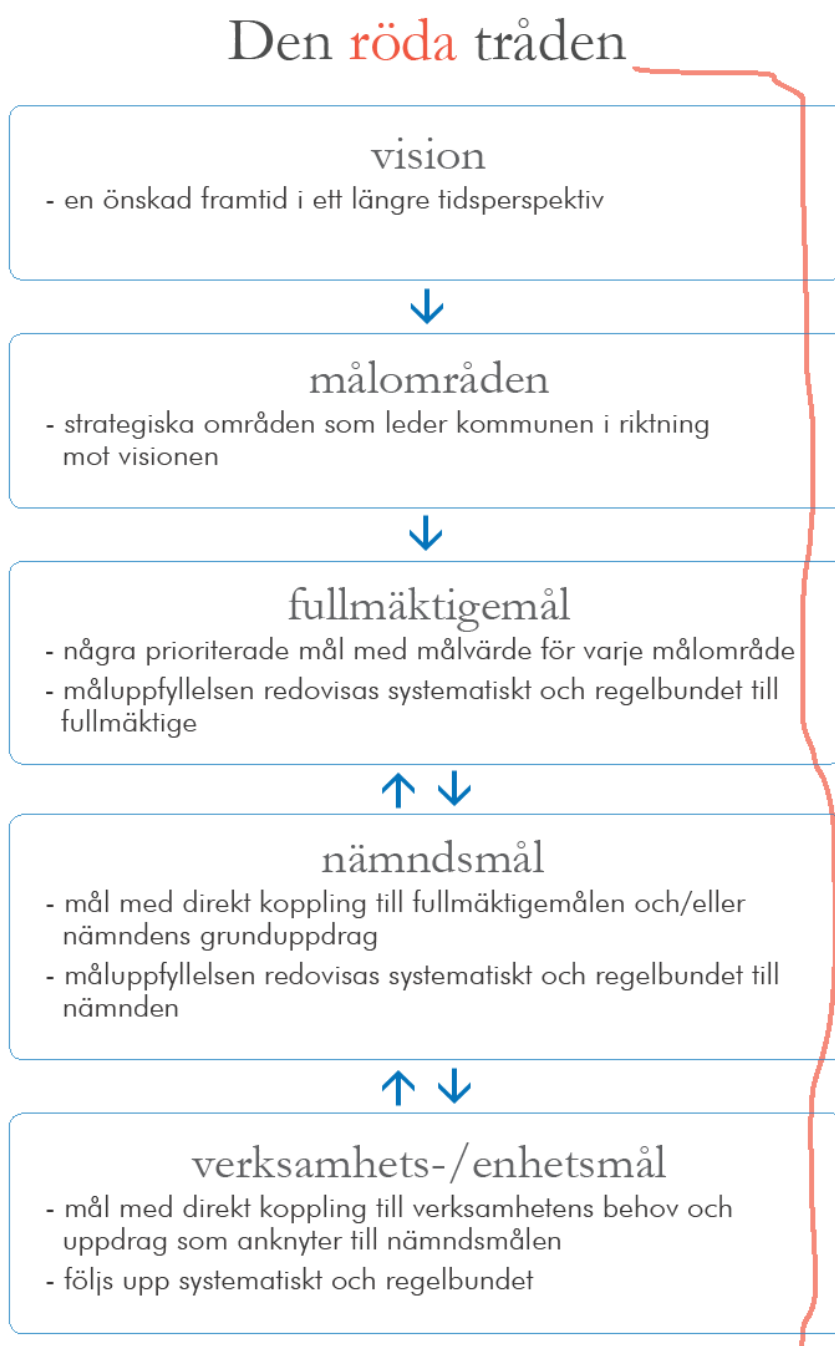 Den röda tråden
vision
- en önskad framtid i ett längre tidsperspektiv
målområden
- strategiska områden som leder kommunen i riktning
mot visionen
fullmäktigemål
- några prioriterade mål med målvärde för varje målområde
- måluppfyllelsen redovisas systematiskt och regelbundet till
fullmäktige
nämndsmål
- mål med direkt koppling till fullmäktigemålen och/eller
nämndens grunduppdrag
- måluppfyllelsen redovisas systematiskt och regelbundet till
nämnden
verksamhets-/enhetsmål
- mål med direkt koppling till verksamhetens behov och
uppdrag som anknyter till nämndsmålen
- följs upp systematiskt och regelbundet